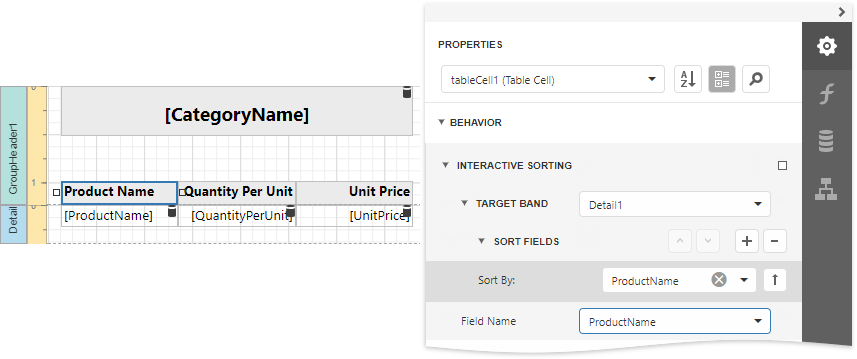 0
GroupHeader1
[CategoryName]
1
Product Name
Quantity Per Unit
Unit Price
Detail
0
[ProductName]
[QuantityPerUnit]
[UnitPrice]
PROPERTIES
tableCell1 (Table Cell)
A
Z
BEHAVIOR
INTERACTIVE SORTING
TARGET BAND
Detail1
SORT FIELDS
Sort By:
ProductName
Field Name
ProductName